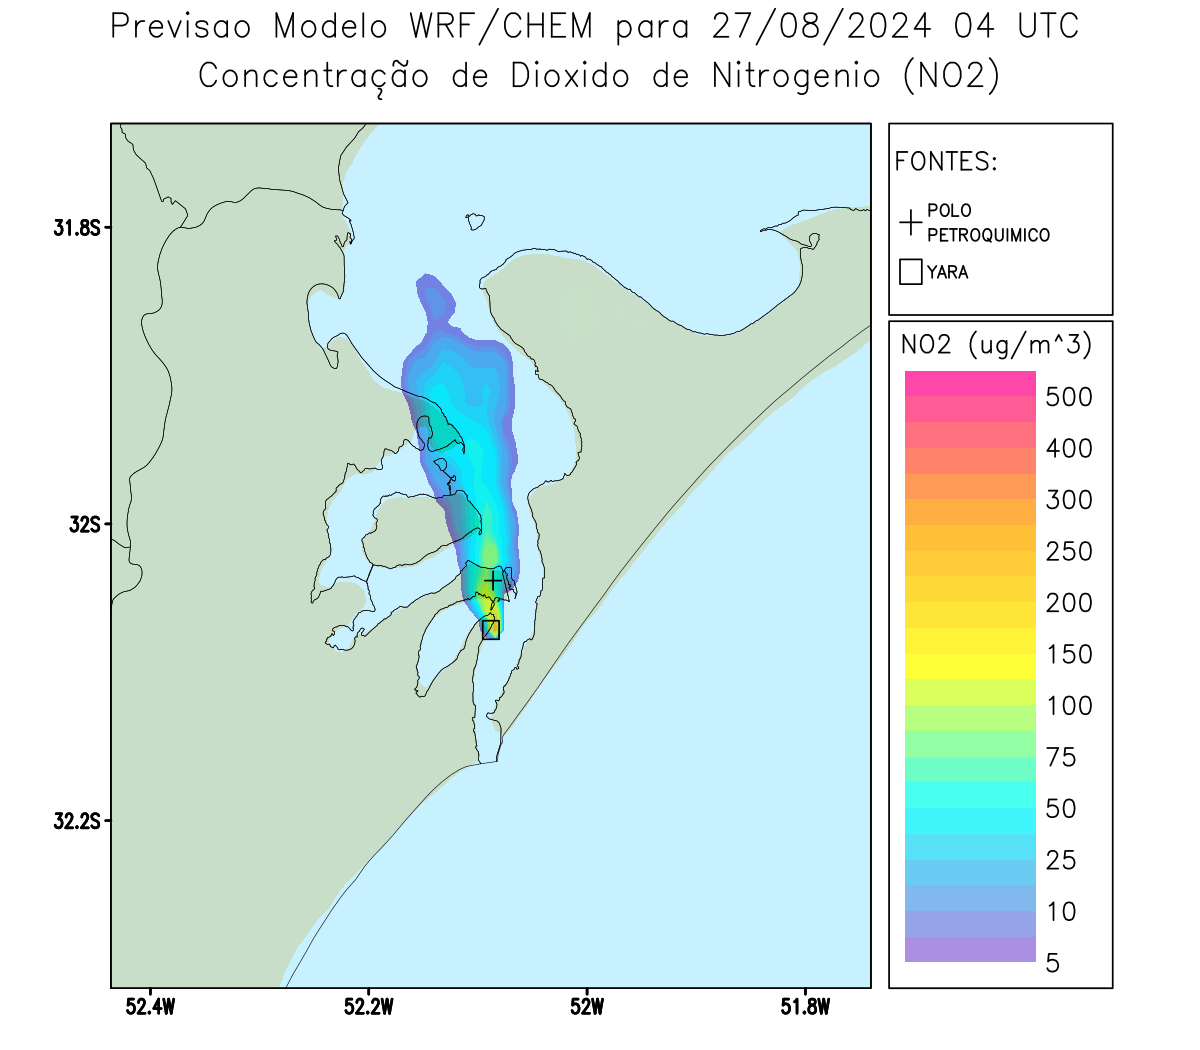 Previsao Modelo WRF/CHEM para 27/08/2024 04 UTC
Concentração de Dioxido de Nitrogenio (NO2)
FONTES:
POLO
PETROQUIMICO
YARA
NO2 (ug/m^3)
500
400
300
250
200
150
100
75
50
25
10
5
31.8S
32S
32.2S
52.4W
52.2W
52W
51.8W